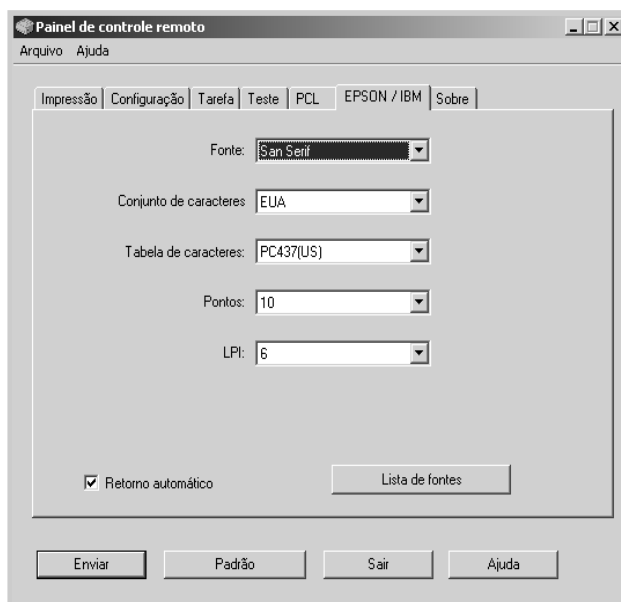 Painel de controle remoto
Arquivo Ajuda
Impressão Configuração Tarefa Teste PCL EPSON / IBM Sobre
Fonte: San Serif
Conjunto de caracteres EUA
Tabela de caracteres: PC437(US)
Pontos: 10
LPI: 6
Retorno automático Lista de fontes
Enviar Padrão Sair Ajuda